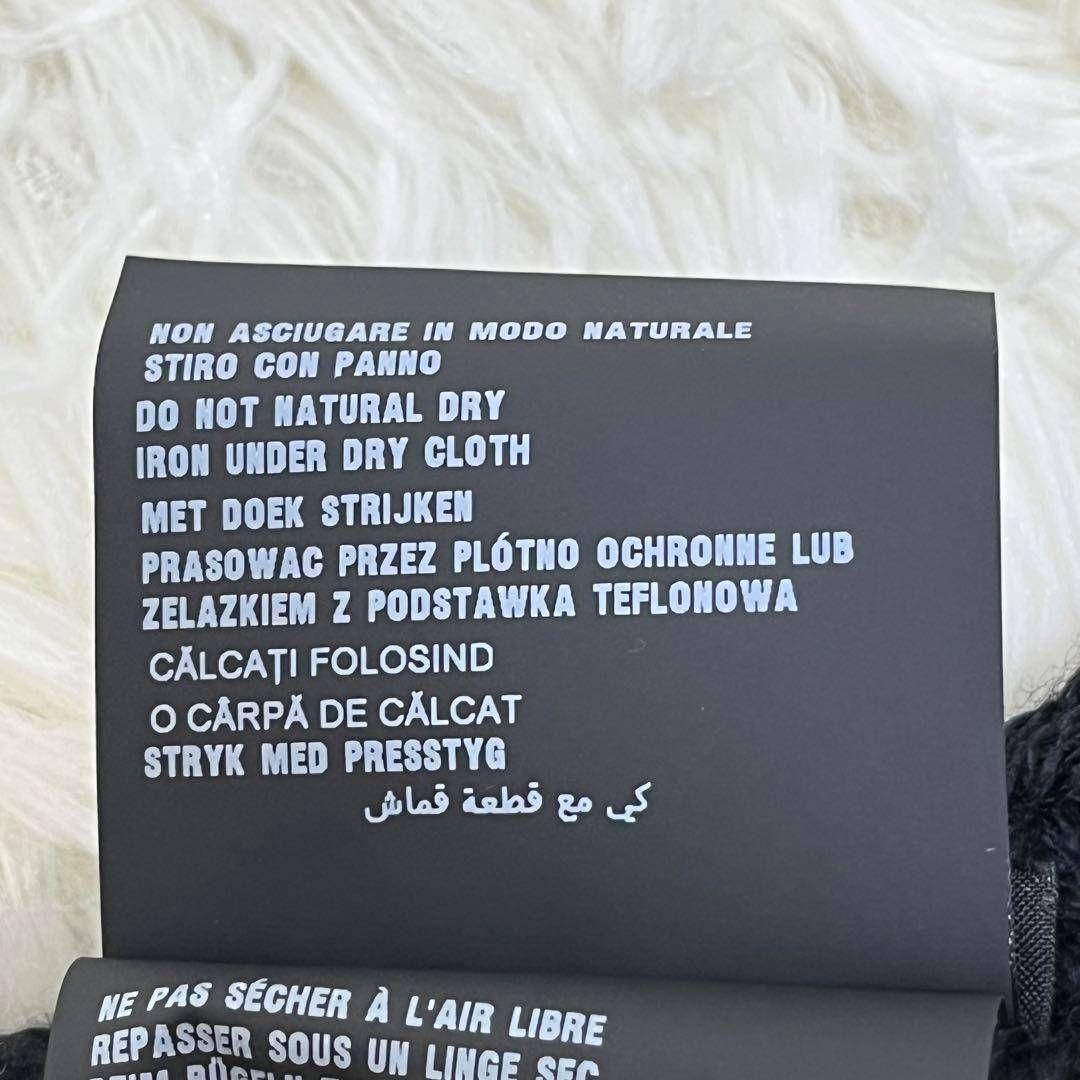 NON ASCIUGARE IN MODO NATURALE
STIRO CON PANNO
DO NOT NATURAL DRY
IRON UNDER DRY CLOTH
MET DOEK STRIJKEN
PRASOWAC PRZEZ PLÓTNO OCHRONNE LUB
ZELAZKIEM Z PODSTAWKA TEFLONOWA
CĂLCAȚI FOLOSIND
O CÂRPĂ DE CĂLCAT
STRYK MED PRESSTYG
كي مع قطعة قماش
NE PAS SÉCHER À L'AIR LIBRE
REPASSER SOUS UN LINGE SEC
BEIM BÜGELN